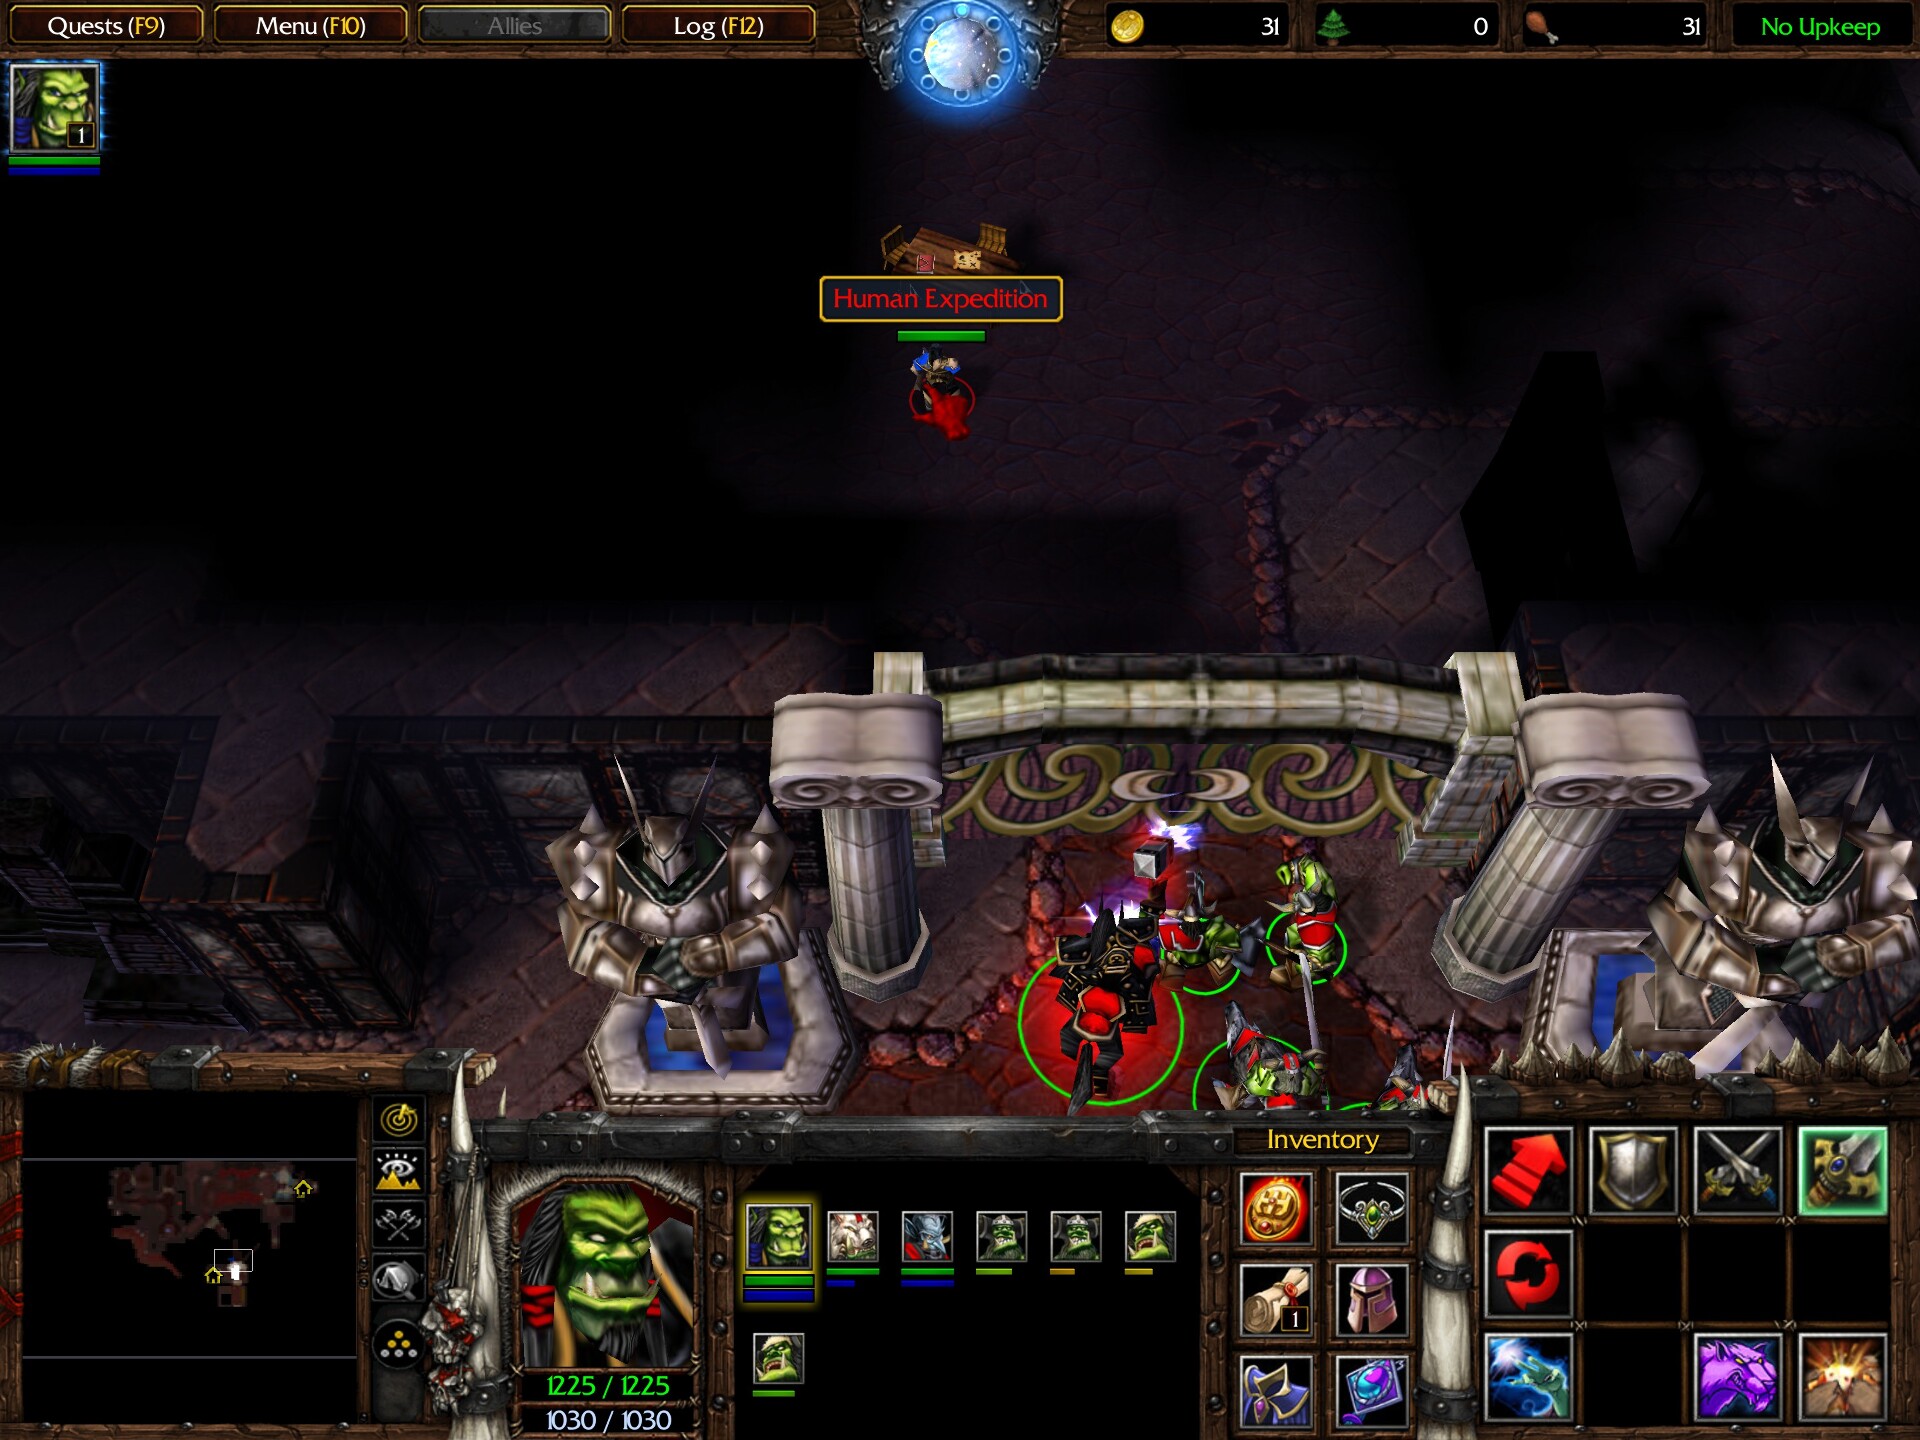 Quests (F9)
Menu (F10)
Allies
Log (F12)
31
0
31
No Upkeep
1
Human Expedition
Inventory
1
1225 / 1225
1030 / 1030